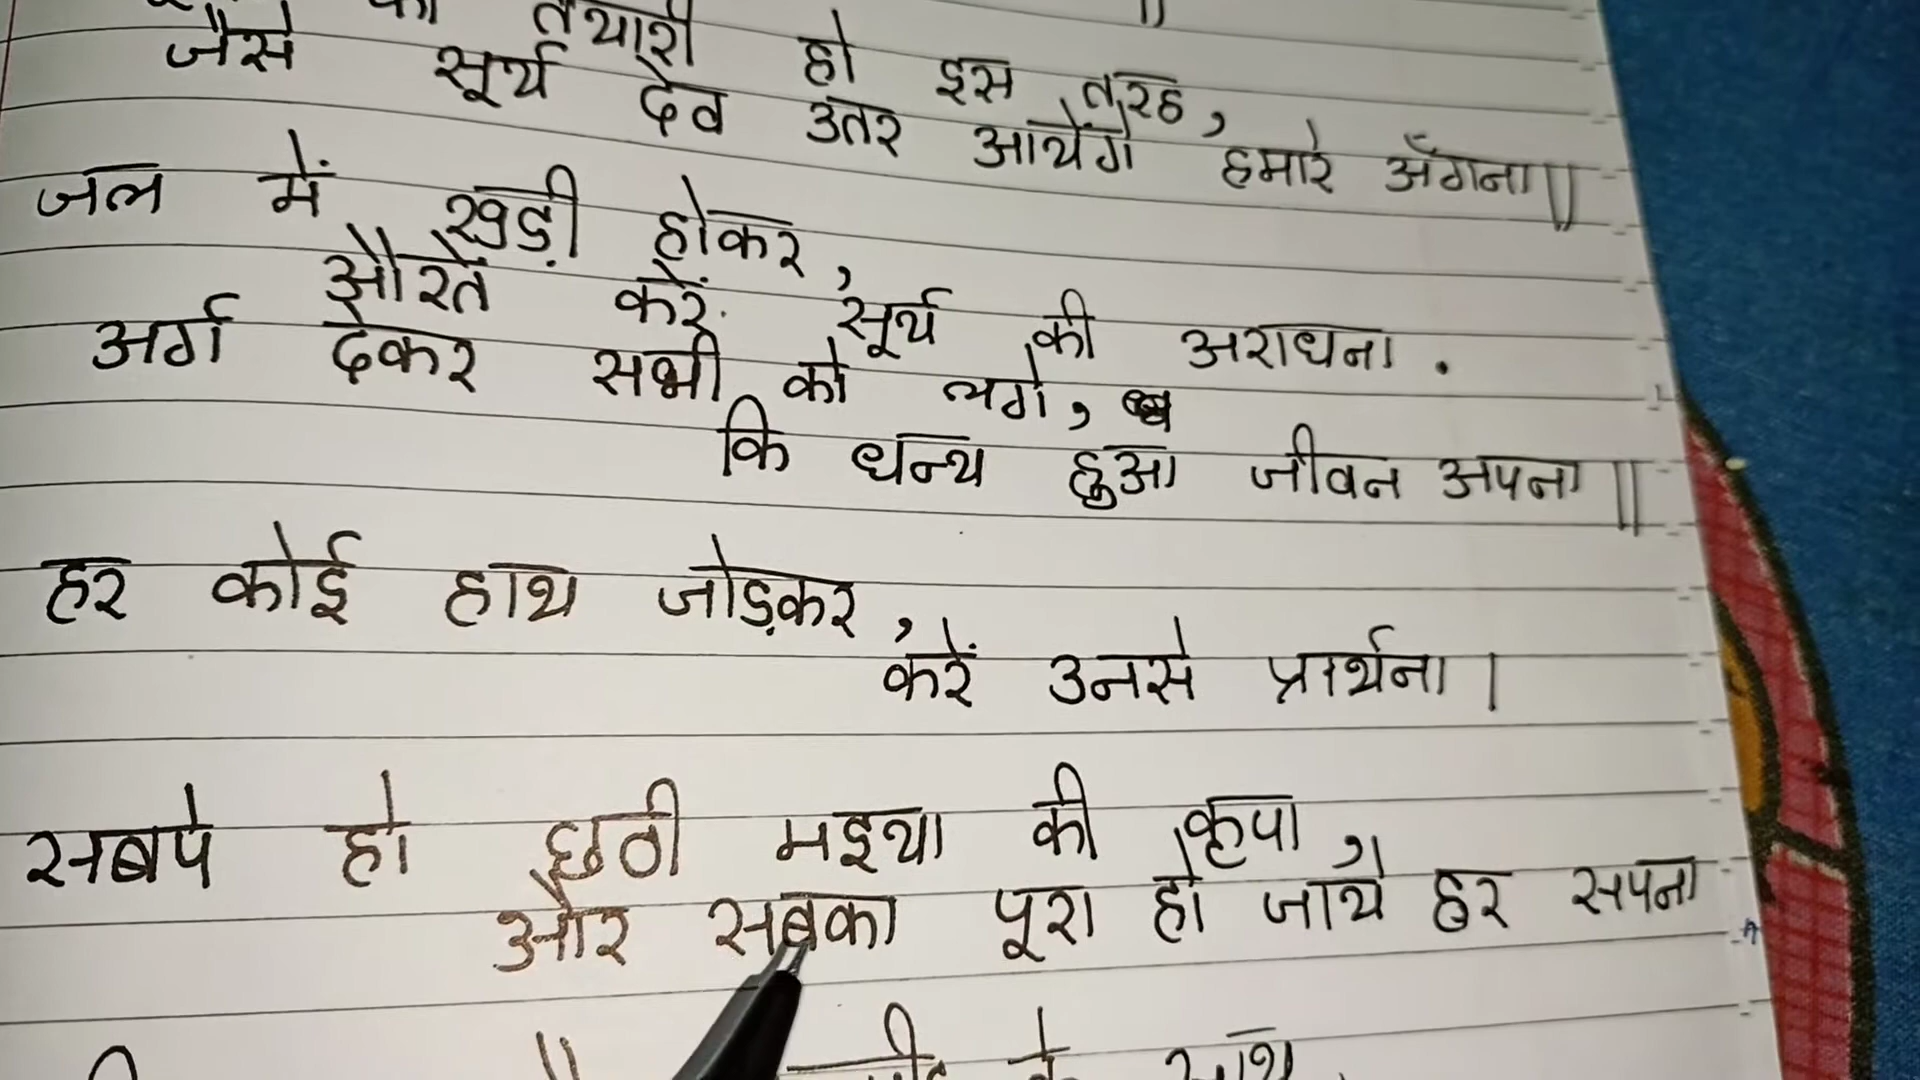 की तैयारी हो इस तरह,
जैसे सूर्य देव उतर आयेंगे हमारे अँगना||
जल में खड़ी होकर,
औरतें करें सूर्य की अराधना.
अर्ग देकर सभी को लगे,
कि धन्य हुआ जीवन अपना||
हर कोई हाथ जोड़कर,
करें उनसे प्रार्थना|
सबपे हो छठी मइया की कृपा,
और सबका पूरा हो जाये हर सपना
के साथ,